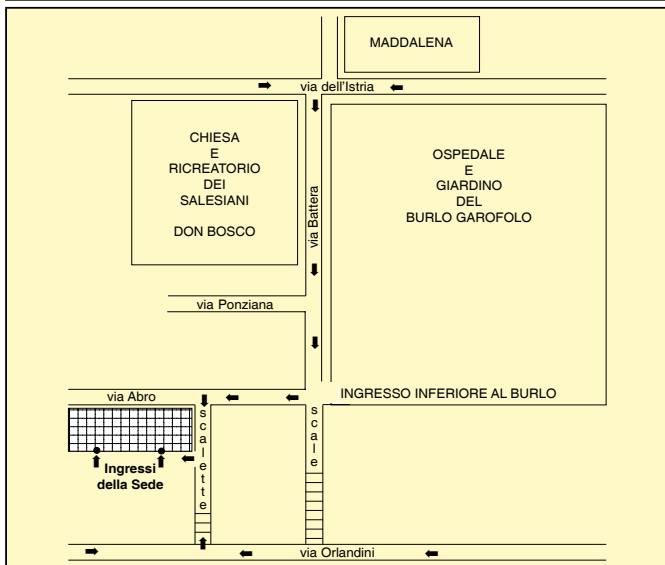 MADDALENA
via dell'Istria
CHIESA
E
RICREATORIO
DEI
SALESIANI
DON BOSCO
OSPEDALE
E
GIARDINO
DEL
BURLO GAROFOLO
via Battera
via Ponziana
via Abro
INGRESSO INFERIORE AL BURLO
scalette
scale
Ingressi
della Sede
via Orlandini